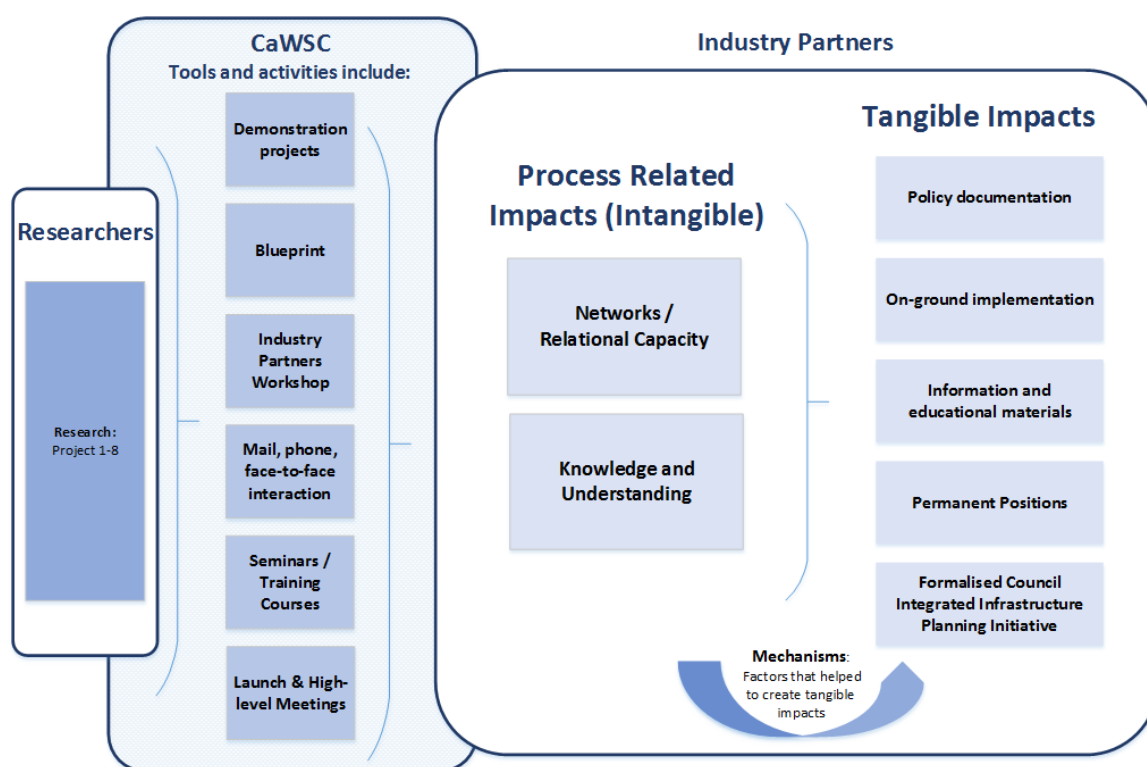 CaWSC
Tools and activities include:
Demonstration
projects
Blueprint
Industry
Partners
Workshop
Mail, phone,
face-to-face
interaction
Seminars /
Training
Courses
Launch & High-
level Meetings
Researchers
Research:
Project 1-8
Industry Partners
Process Related
Impacts (Intangible)
Networks /
Relational Capacity
Knowledge and
Understanding
Tangible Impacts
Policy documentation
On-ground implementation
Information and
educational materials
Permanent Positions
Formalised Council
Integrated Infrastructure
Planning Initiative
Mechanisms:
Factors that helped
to create tangible
impacts